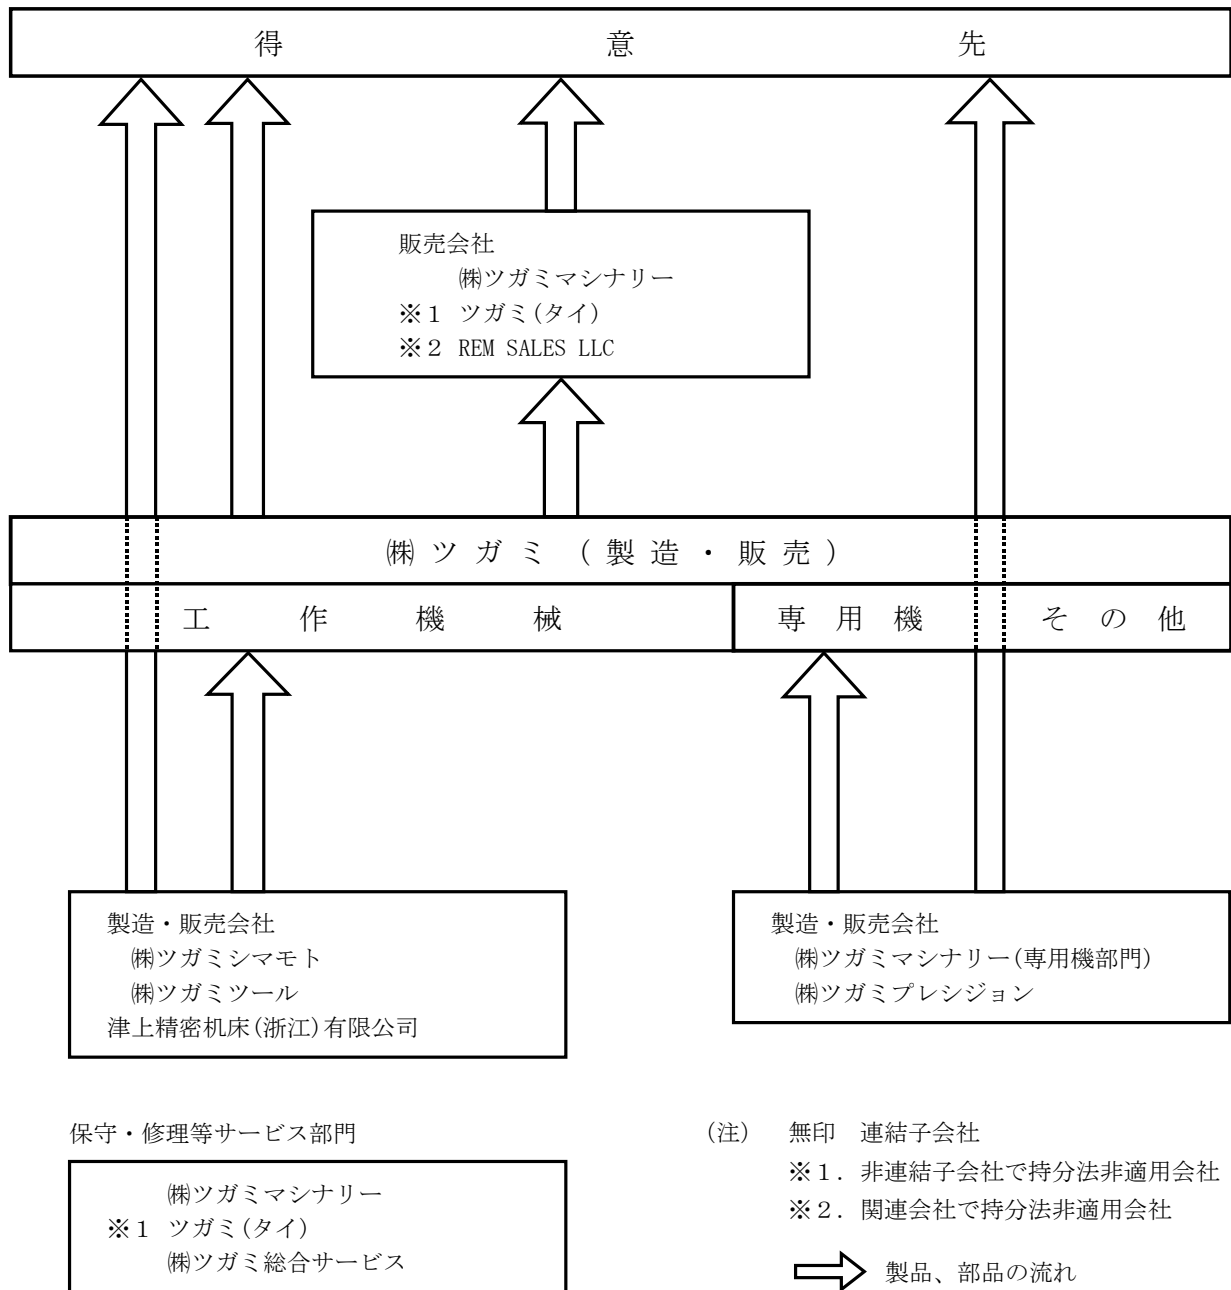 得意先
販売会社
㈱ツガミマシナリー
※１ ツガミ(タイ)
※２ REM SALES LLC
㈱ツガミ（製造・販売）
工作機械
専用機 その他
製造・販売会社
㈱ツガミシマモト
㈱ツガミツール
津上精密机床(浙江)有限公司
製造・販売会社
㈱ツガミマシナリー(専用機部門)
㈱ツガミプレシジョン
保守・修理等サービス部門
㈱ツガミマシナリー
※１ ツガミ(タイ)
㈱ツガミ総合サービス
(注) 無印 連結子会社
※１．非連結子会社で持分法非適用会社
※２．関連会社で持分法非適用会社
製品、部品の流れ